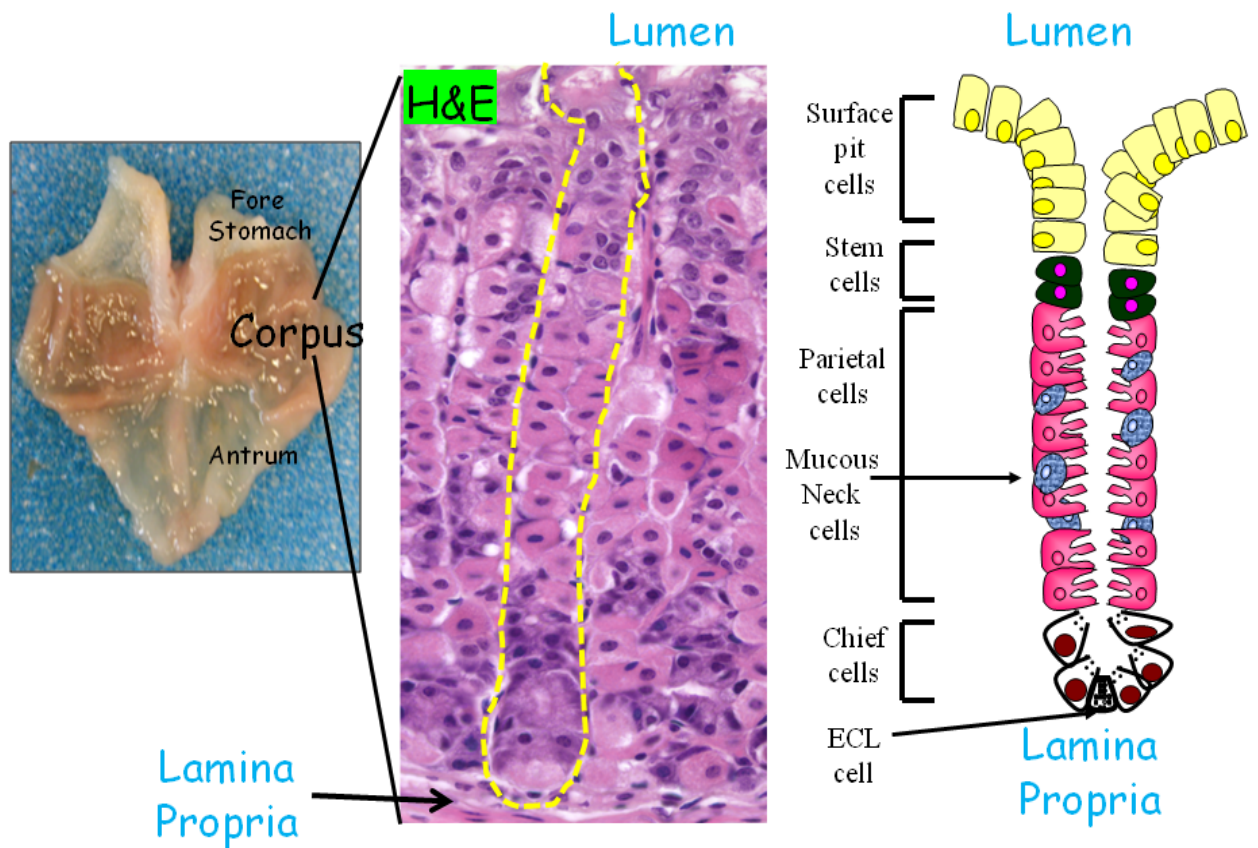 Lumen
Lumen
H&E
Fore
Stomach
Corpus
Antrum
Lamina
Propria
Surface
pit
cells
Stem
cells
Parietal
cells
Mucous
Neck
cells
Chief
cells
ECL
cell
Lamina
Propria